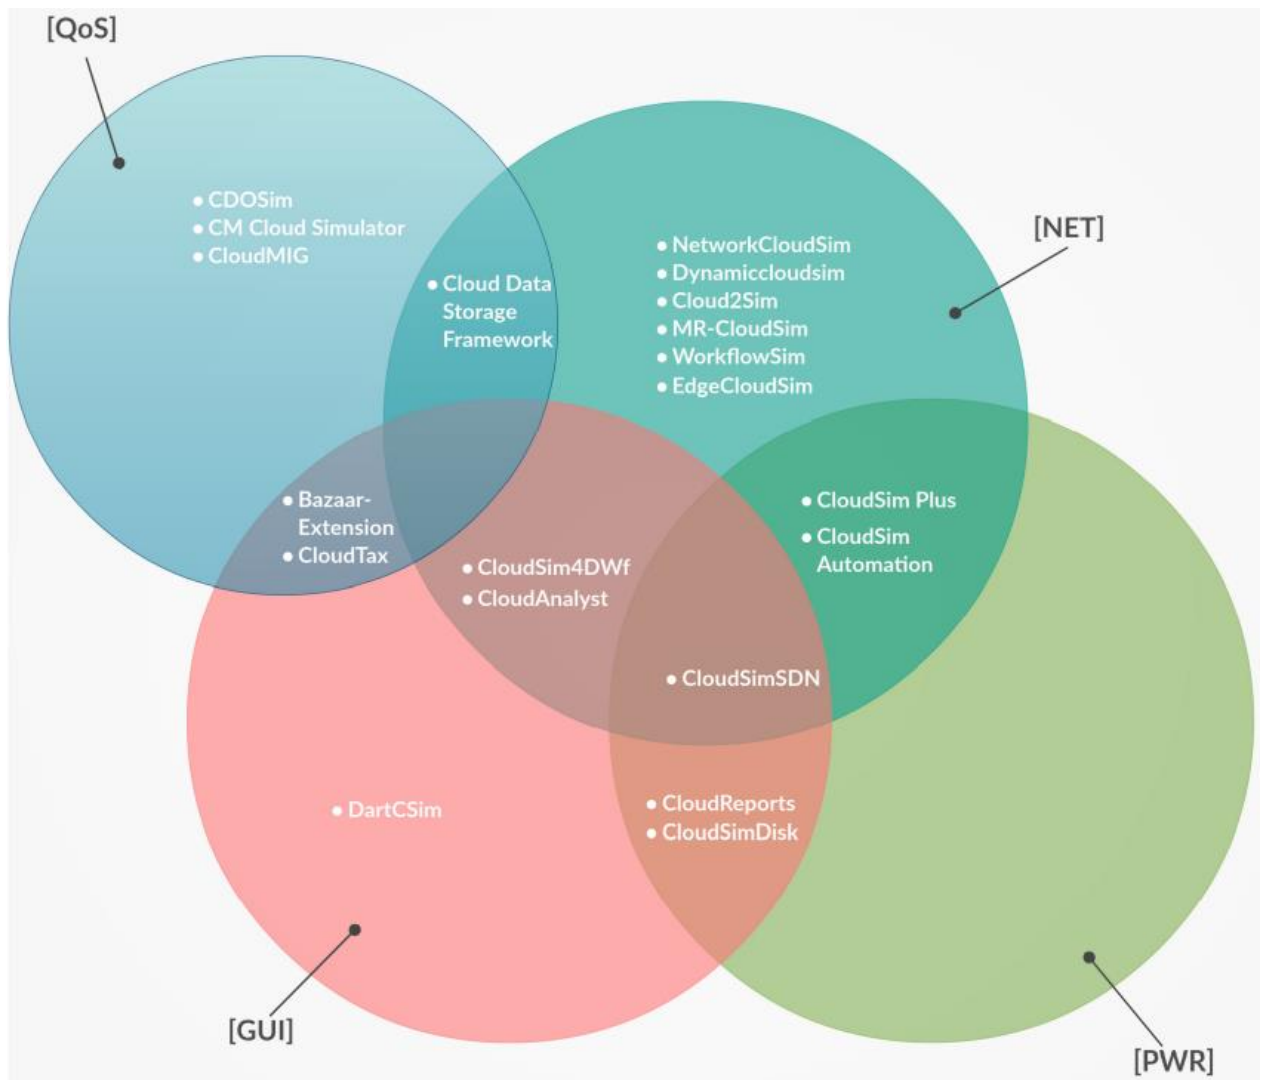 [QoS]
• CDOSim
• CM Cloud Simulator
• CloudMIG
• Cloud Data
Storage
Framework
[NET]
• NetworkCloudSim
• Dynamiccloudsim
• Cloud2Sim
• MR-CloudSim
• WorkflowSim
• EdgeCloudSim
• Bazaar-
Extension
• CloudTax
• CloudSim4DWf
• CloudAnalyst
• CloudSim Plus
• CloudSim
Automation
• CloudSimSDN
• DartCSim
• CloudReports
• CloudSimDisk
[GUI]
[PWR]